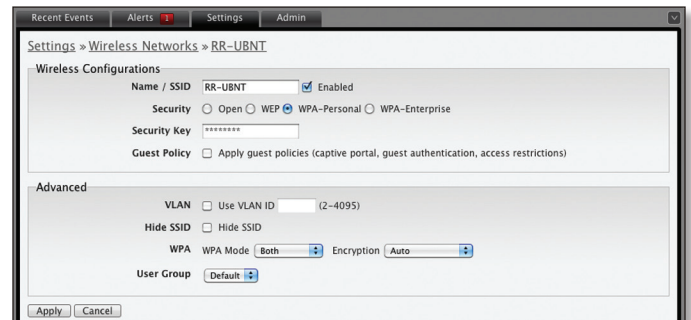 Recent Events Alerts 1 Settings Admin
Settings » Wireless Networks » RR-UBNT
Wireless Configurations
Name / SSID RR-UBNT Enabled
Security Open WEP WPA-Personal WPA-Enterprise
Security Key ********
Guest Policy Apply guest policies (captive portal, guest authentication, access restrictions)
Advanced
VLAN Use VLAN ID (2-4095)
Hide SSID Hide SSID
WPA WPA Mode Both Encryption Auto
User Group Default
Apply Cancel